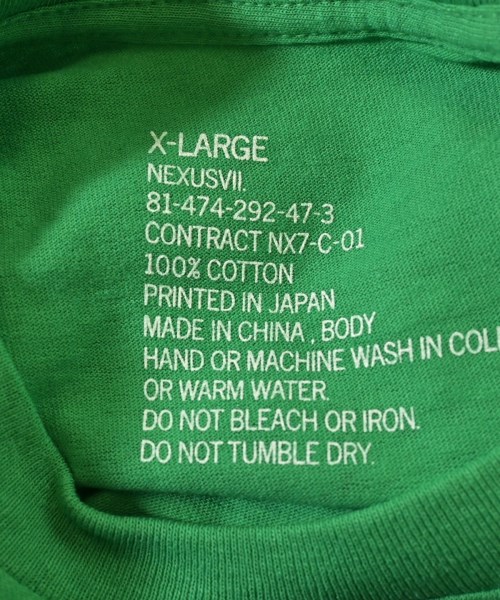 X-LARGE
NEXUSVII.
81-474-292-47-3
CONTRACT NX7-C-01
100% COTTON
PRINTED IN JAPAN
MADE IN CHINA , BODY
HAND OR MACHINE WASH IN COL
OR WARM WATER.
DO NOT BLEACH OR IRON.
DO NOT TUMBLE DRY.